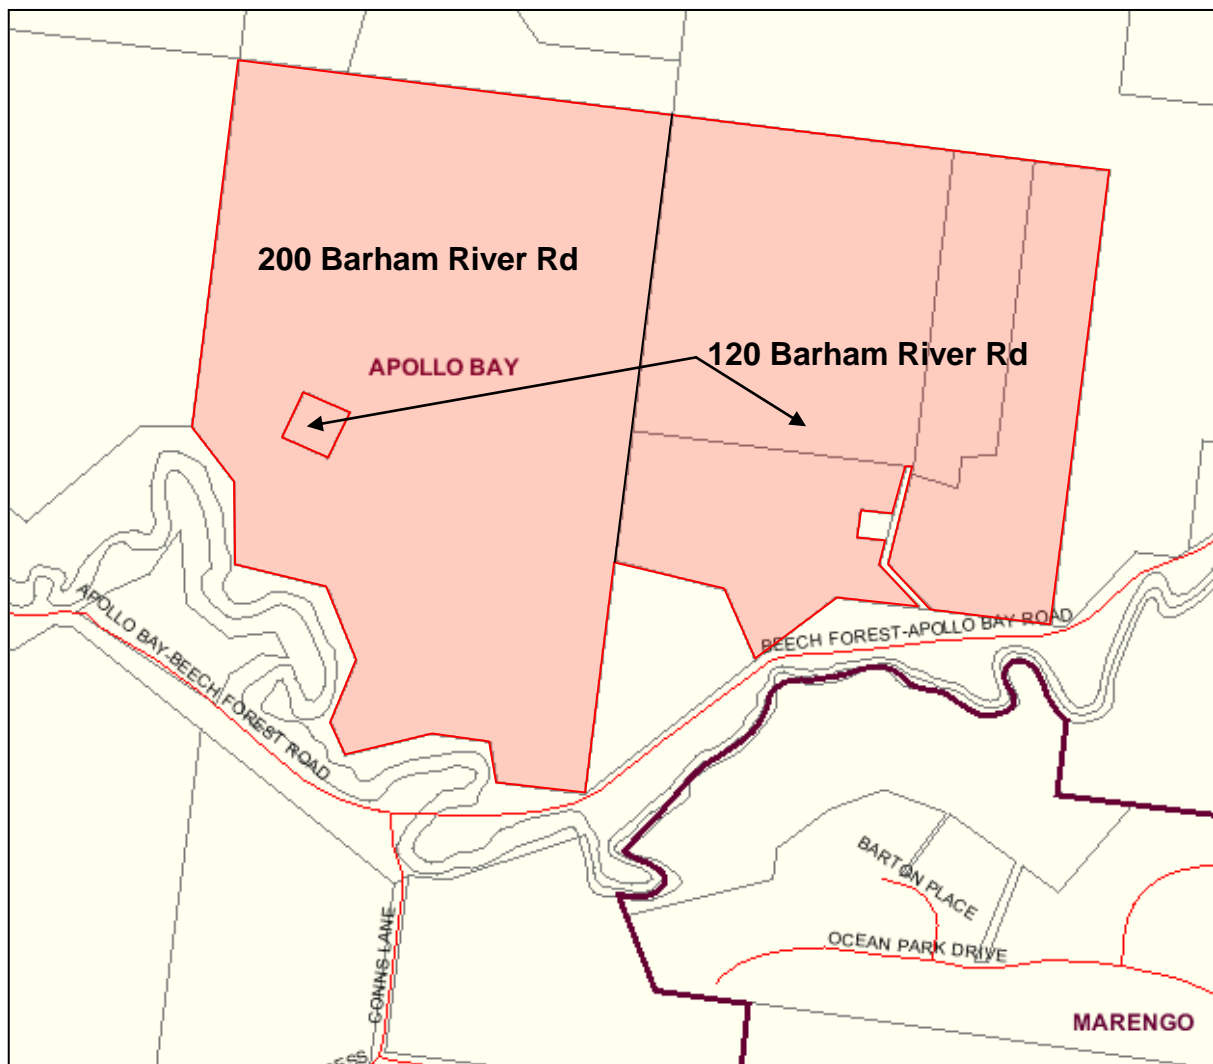 200 Barham River Rd
120 Barham River Rd
APOLLO BAY
APOLLO BAY-BEECH FOREST ROAD
BEECH FOREST-APOLLO BAY ROAD
BARTON PLACE
CONNS LANE
OCEAN PARK DRIVE
MARENGO